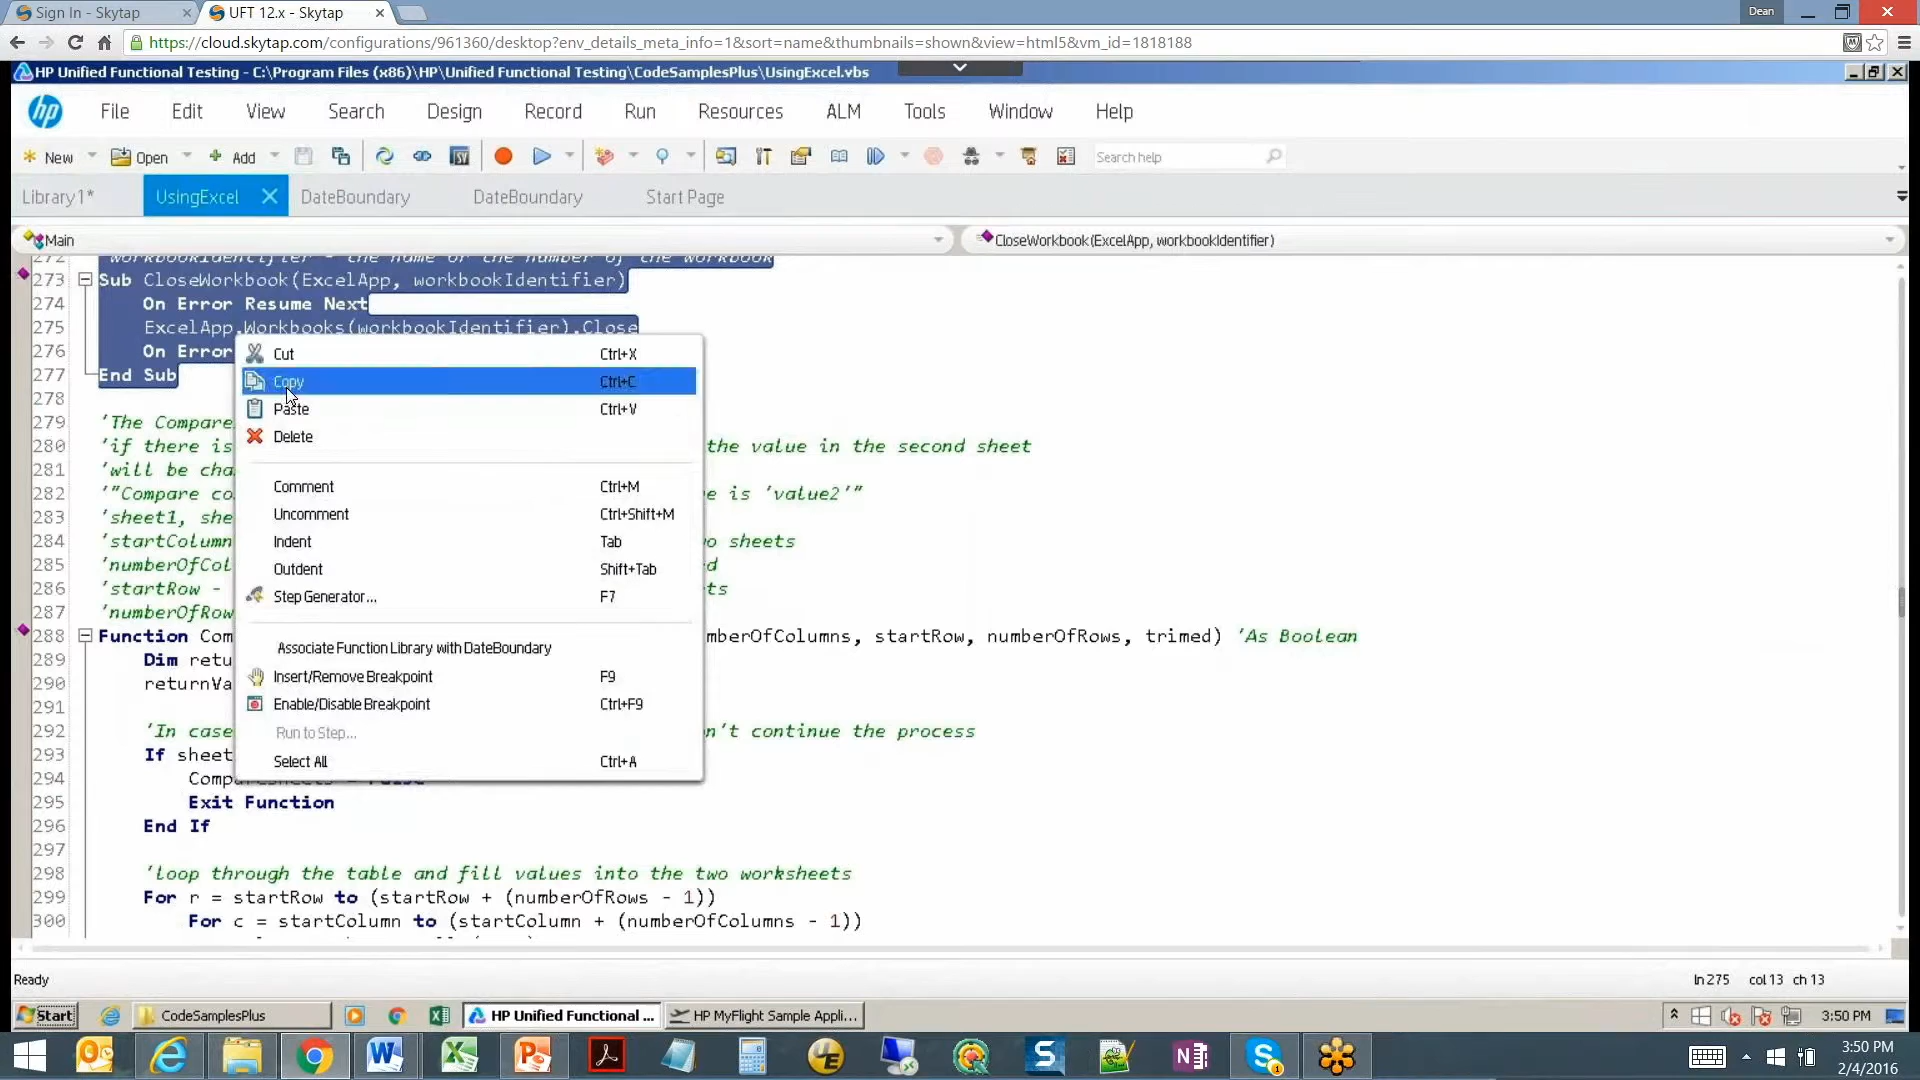 Sign In - Skytap
UFT 12.x - Skytap
Dean
https://cloud.skytap.com/configurations/961360/desktop?env_details_meta_info=1&sort=name&thumbnails=shown&view=html5&vm_id=1818188
HP Unified Functional Testing - C:\Program Files (x86)\HP\Unified Functional Testing\CodeSamplesPlus\UsingExcel.vbs
hp File Edit View Search Design Record Run Resources ALM Tools Window Help
New Open Add Search help
Library1* UsingExcel DateBoundary DateBoundary Start Page
Main CloseWorkbook(ExcelApp, workbookIdentifier)
272 'workbookIdentifier - the name or the number of the workbook
273 Sub CloseWorkbook(ExcelApp, workbookIdentifier)
274 On Error Resume Next
275 ExcelApp.Workbooks(workbookIdentifier).Close
276 On Error
277 End Sub
278
279 'The Compare
280 'if there is the value in the second sheet
281 'will be cha
282 '"Compare co e is 'value2'"
283 'sheet1, she
284 'startColumn o sheets
285 'numberOfCol d
286 'startRow - ts
287 'numberOfRow
288 Function Com mberOfColumns, startRow, numberOfRows, trimed) 'As Boolean
289 Dim retu
290 returnVa
291
292 'In case n't continue the process
293 If sheet
294
295 Exit Function
296 End If
297
298 'loop through the table and fill values into the two worksheets
299 For r = startRow to (startRow + (numberOfRows - 1))
300 For c = startColumn to (startColumn + (numberOfColumns - 1))
Cut Ctrl+X
Copy Ctrl+C
Paste Ctrl+V
Delete
Comment Ctrl+M
Uncomment Ctrl+Shift+M
Indent Tab
Outdent Shift+Tab
Step Generator... F7
Associate Function Library with DateBoundary
Insert/Remove Breakpoint F9
Enable/Disable Breakpoint Ctrl+F9
Run to Step...
Select All Ctrl+A
Ready ln 275 col 13 ch 13
Start CodeSamplesPlus HP Unified Functional ... HP MyFlight Sample Appli... 3:50 PM
3:50 PM
2/4/2016